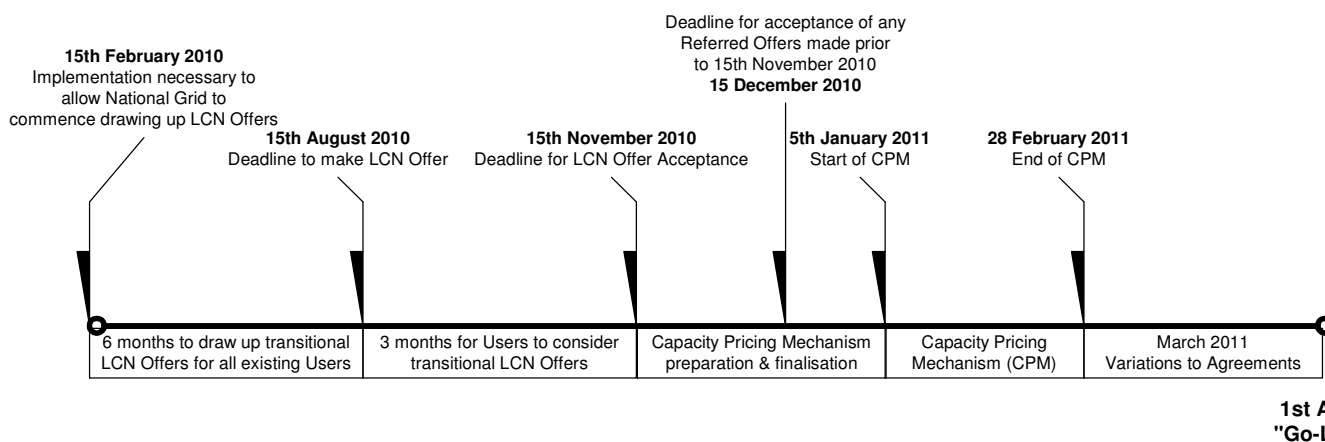 Deadline for acceptance of any
Referred Offers made prior
to 15th November 2010
15 December 2010
15th February 2010
Implementation necessary to
allow National Grid to
commence drawing up LCN Offers
15th August 2010
Deadline to make LCN Offer
15th November 2010
Deadline for LCN Offer Acceptance
5th January 2011
Start of CPM
28 February 2011
End of CPM
6 months to draw up transitional
LCN Offers for all existing Users
3 months for Users to consider
transitional LCN Offers
Capacity Pricing Mechanism
preparation & finalisation
Capacity Pricing
Mechanism (CPM)
March 2011
Variations to Agreements
1st